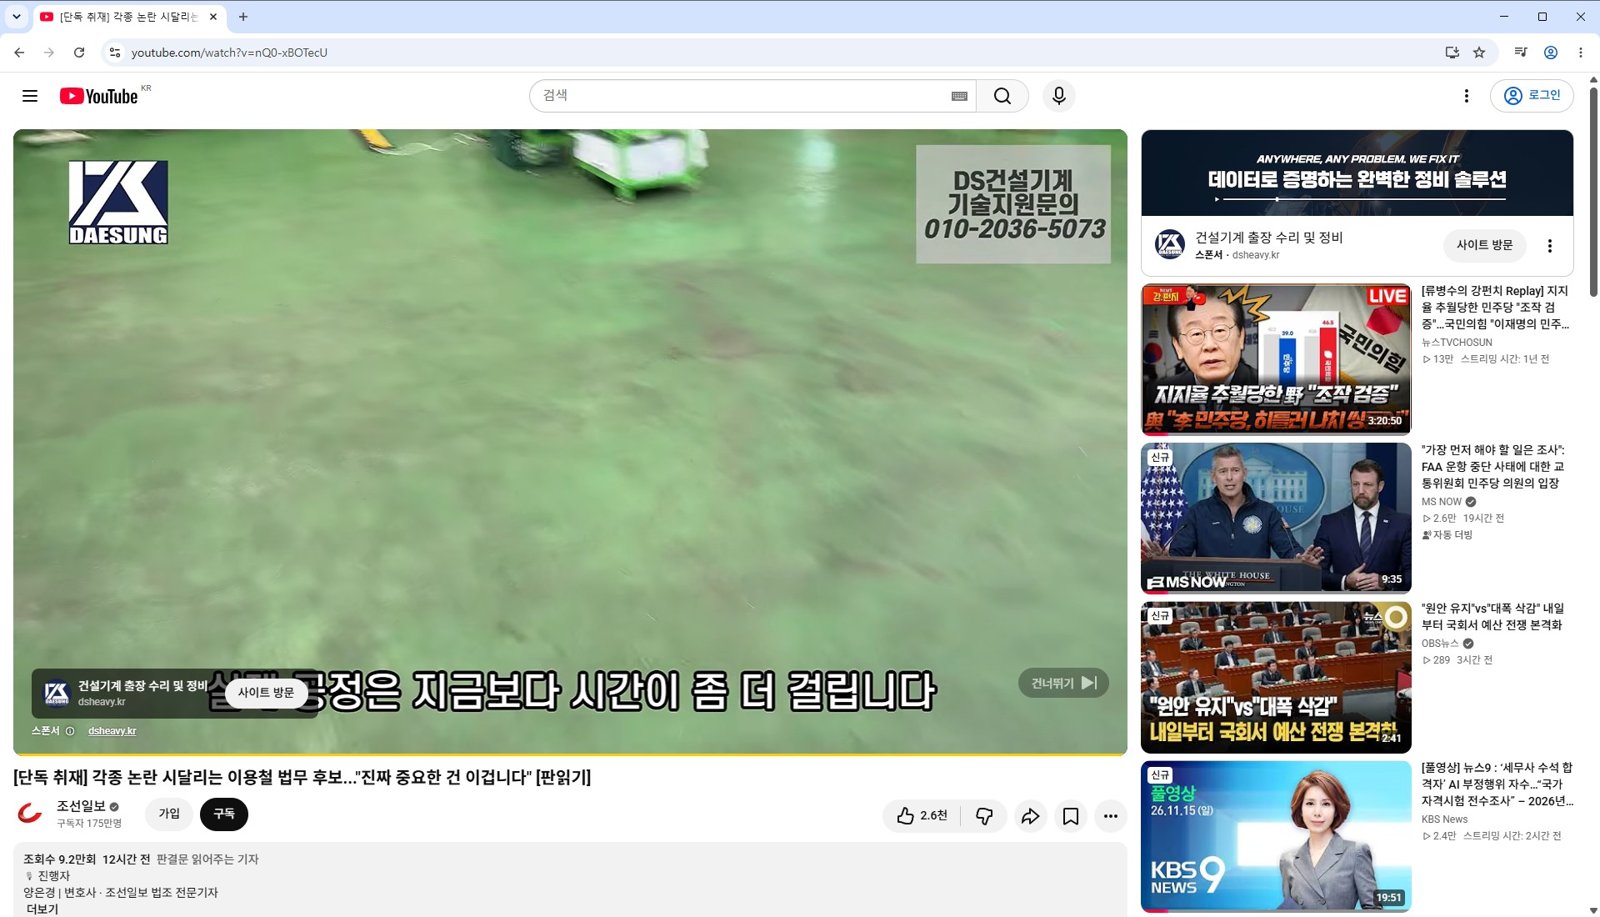 [단독 취재] 각종 논란 시달리는
youtube.com/watch?v=nQ0-xBOTecU
YouTube KR
검색
로그인
DAESUNG
DS건설기계
기술지원문의
010-2036-5073
공정은 지금보다 시간이 좀 더 걸립니다
건설기계 출장 수리 및 정비
dsheavy.kr
사이트 방문
건너뛰기
스폰서
dsheavy.kr
[단독 취재] 각종 논란 시달리는 이용철 법무 후보..."진짜 중요한 건 이겁니다" [판읽기]
조선일보
구독자 175만명
가입
구독
2.6천
조회수 9.2만회 12시간 전 판결문 읽어주는 기자
진행자
양은경 | 변호사 · 조선일보 법조 전문기자
더보기
ANYWHERE, ANY PROBLEM. WE FIX IT
데이터로 증명하는 완벽한 정비 솔루션
건설기계 출장 수리 및 정비
스폰서 · dsheavy.kr
사이트 방문
강펀치
LIVE
39.0
46.5
국민의힘
지지율 추월당한 野 "조작 검증"
3:20:50
[류병수의 강펀치 Replay] 지지
율 추월당한 민주당 "조작 검
증"...국민의힘 "이재명의 민주...
뉴스TVCHOSUN
13만 스트리밍 시간: 1년 전
신규
THE WHITE HOUSE
MS NOW
9:35
"가장 먼저 해야 할 일은 조사":
FAA 운항 중단 사태에 대한 교
통위원회 민주당 의원의 입장
MS NOW
2.6만 19시간 전
자동 더빙
신규
뉴스
"원안 유지"vs"대폭 삭감"
내일부터 국회서 예산 전쟁 본격화
2:41
"원안 유지"vs"대폭 삭감" 내일
부터 국회서 예산 전쟁 본격화
OBS뉴스
289 3시간 전
신규
풀영상
26.11.15 (일)
KBS
NEWS 9
19:51
[풀영상] 뉴스9 : ‘세무사 수석 합
격자’ AI 부정행위 자수…“국가
자격시험 전수조사” – 2026년...
KBS News
2.4만 스트리밍 시간: 2시간 전